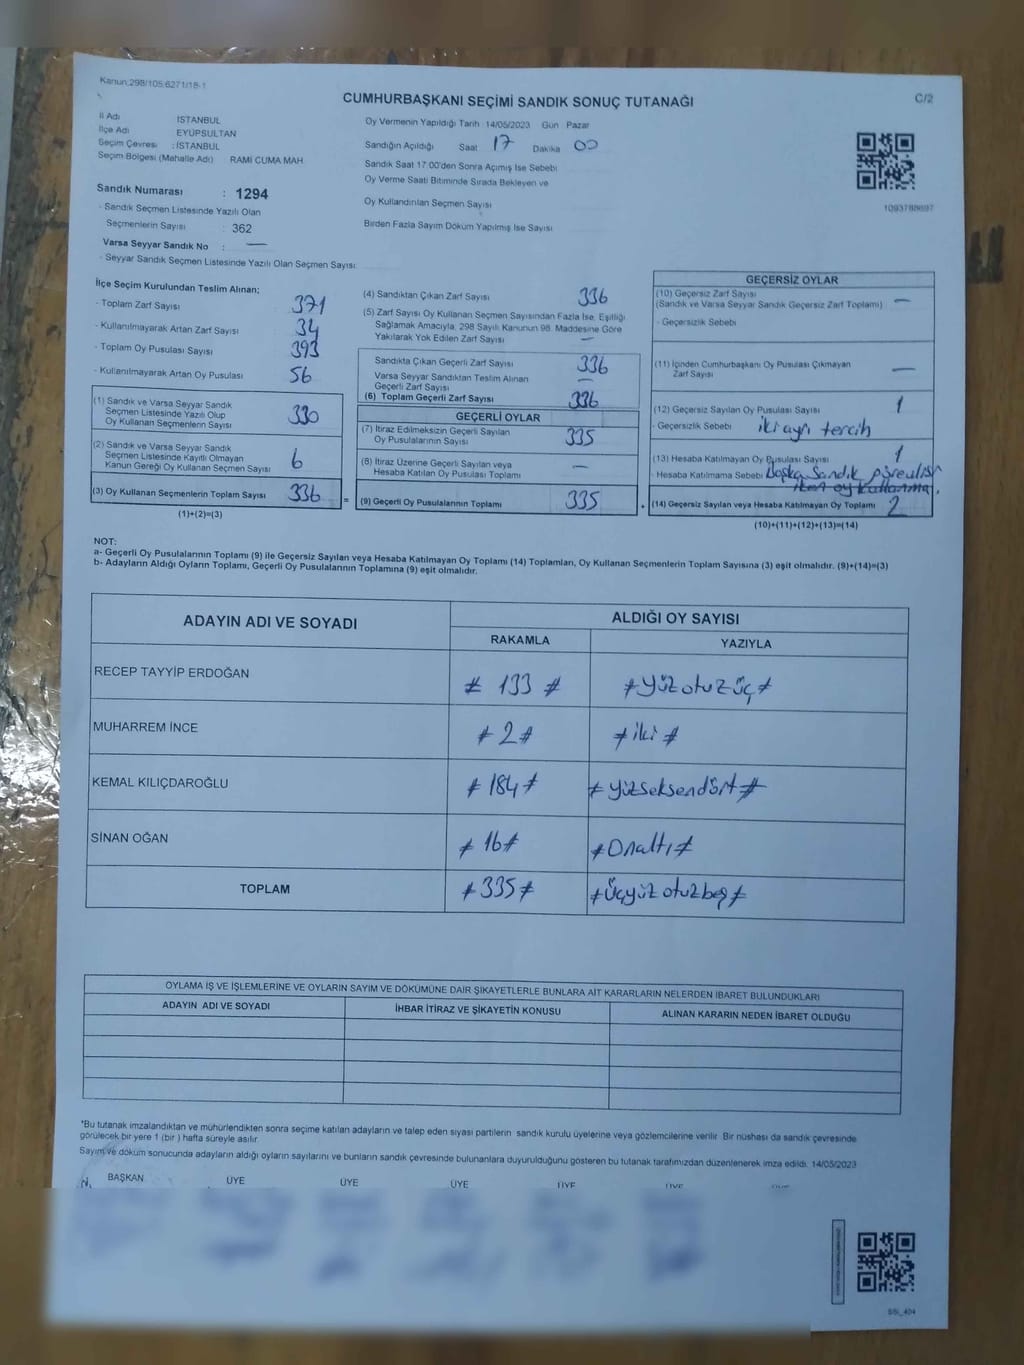 Kanun:298/105;6271/18-1
C/2
CUMHURBAŞKANI SEÇİMİ SANDIK SONUÇ TUTANAĞI
İl Adı İSTANBUL
İlçe Adı EYÜPSULTAN
Seçim Çevresi : İSTANBUL
Seçim Bölgesi (Mahalle Adı) RAMİ CUMA MAH.
Sandık Numarası : 1294
- Sandık Seçmen Listesinde Yazılı Olan
Seçmenlerin Sayısı : 362
Varsa Seyyar Sandık No : —
- Seyyar Sandık Seçmen Listesinde Yazılı Olan Seçmen Sayısı
Oy Vermenin Yapıldığı Tarih 14/05/2023 Gün Pazar
Sandığın Açıldığı Saat 17 Dakika 00
Sandık Saat 17.00'den Sonra Açılmış İse Sebebi
Oy Verme Saati Bitiminde Sırada Bekleyen ve
Oy Kullandırılan Seçmen Sayısı
Birden Fazla Sayım Döküm Yapılmış İse Sayısı
1093788697
İlçe Seçim Kurulundan Teslim Alınan;
- Toplam Zarf Sayısı 371
- Kullanılmayarak Artan Zarf Sayısı 34
- Toplam Oy Pusulası Sayısı 393
- Kullanılmayarak Artan Oy Pusulası 56
(1) Sandık ve Varsa Seyyar Sandık
Seçmen Listesinde Yazılı Olup
Oy Kullanan Seçmenlerin Sayısı 330
(2) Sandık ve Varsa Seyyar Sandık
Seçmen Listesinde Kayıtlı Olmayan
Kanun Gereği Oy Kullanan Seçmen Sayısı 6
(3) Oy Kullanan Seçmenlerin Toplam Sayısı 336 =
(1)+(2)=(3)
(4) Sandıktan Çıkan Zarf Sayısı 336
(5) Zarf Sayısı Oy Kullanan Seçmen Sayısından Fazla İse, Eşitliği
Sağlamak Amacıyla, 298 Sayılı Kanunun 98. Maddesine Göre
Yakılarak Yok Edilen Zarf Sayısı —
Sandıkta Çıkan Geçerli Zarf Sayısı 336
Varsa Seyyar Sandıktan Teslim Alınan
Geçerli Zarf Sayısı —
(6) Toplam Geçerli Zarf Sayısı 336
GEÇERLİ OYLAR
(7) İtiraz Edilmeksizin Geçerli Sayılan
Oy Pusulalarının Sayısı 335
(8) İtiraz Üzerine Geçerli Sayılan veya
Hesaba Katılan Oy Pusulası Toplamı —
(9) Geçerli Oy Pusulalarının Toplamı 335 +
GEÇERSİZ OYLAR
(10) Geçersiz Zarf Sayısı —
(Sandık ve Varsa Seyyar Sandık Geçersiz Zarf Toplamı)
- Geçersizlik Sebebi
(11) İçinden Cumhurbaşkanı Oy Pusulası Çıkmayan
Zarf Sayısı —
(12) Geçersiz Sayılan Oy Pusulası Sayısı 1
- Geçersizlik Sebebi iki ayrı tercih
(13) Hesaba Katılmayan Oy Pusulası Sayısı 1
- Hesaba Katılmama Sebebi Başka Sandık görevlisi
iken oy kullanma.
(14) Geçersiz Sayılan veya Hesaba Katılmayan Oy Toplamı 2
(10)+(11)+(12)+(13)=(14)
NOT:
a- Geçerli Oy Pusulalarının Toplamı (9) ile Geçersiz Sayılan veya Hesaba Katılmayan Oy Toplamı (14) Toplamları, Oy Kullanan Seçmenlerin Toplam Sayısına (3) eşit olmalıdır. (9)+(14)=(3)
b- Adayların Aldığı Oyların Toplamı, Geçerli Oy Pusulalarının Toplamına (9) eşit olmalıdır.
ADAYIN ADI VE SOYADI ALDIĞI OY SAYISI
RAKAMLA YAZIYLA
RECEP TAYYİP ERDOĞAN # 133 # # Yüzotuzüç #
MUHARREM İNCE # 2 # # iki #
KEMAL KILIÇDAROĞLU # 184 # # yüzseksendört #
SİNAN OĞAN # 16 # # Onaltı #
TOPLAM # 335 # # Üçyüzotuzbeş #
OYLAMA İŞ VE İŞLEMLERİNE VE OYLARIN SAYIM VE DÖKÜMÜNE DAİR ŞİKAYETLERLE BUNLARA AİT KARARLARIN NELERDEN İBARET BULUNDUKLARI
ADAYIN ADI VE SOYADI İHBAR İTİRAZ VE ŞİKAYETİN KONUSU ALINAN KARARIN NEDEN İBARET OLDUĞU
*Bu tutanak imzalandıktan ve mühürlendikten sonra seçime katılan adayların ve talep eden siyasi partilerin sandık kurulu üyelerine veya gözlemcilerine verilir. Bir nüshası da sandık çevresinde
görülecek bir yere 1 (bir ) hafta süreyle asılır.
Sayım ve döküm sonucunda adayların aldığı oyların sayılarını ve bunların sandık çevresinde bulunanlara duyurulduğunu gösteren bu tutanak tarafımızdan düzenlenerek imza edildi. 14/05/2023
BAŞKAN ÜYE ÜYE ÜYE ÜYE ÜYE ÜYE